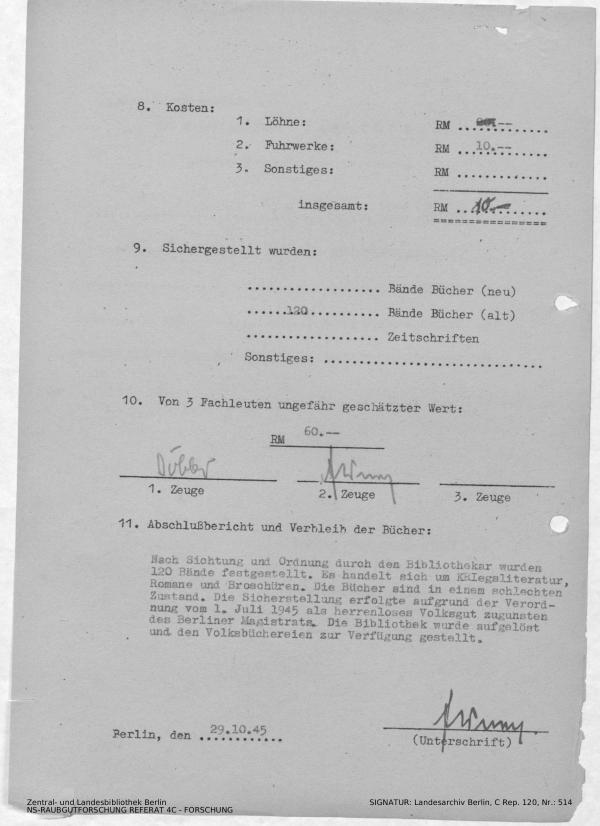 8. Kosten:
1. Löhne: RM ......--......
2. Fuhrwerke: RM ...10.--......
3. Sonstiges: RM .............
insgesamt: RM ...10.-......
9. Sichergestellt wurden:
................... Bände Bücher (neu)
......120.......... Bände Bücher (alt)
................... Zeitschriften
Sonstiges: ...............................
10. Von 3 Fachleuten ungefähr geschätzter Wert:
RM 60.--
1. Zeuge 2. Zeuge 3. Zeuge
11. Abschlußbericht und Verbleib der Bücher:
Nach Sichtung und Ordnung durch den Bibliothekar wurden
120 Bände festgestellt. Es handelt sich um Kriegsliteratur,
Romane und Broschüren. Die Bücher sind in einem schlechten
Zustand. Die Sicherstellung erfolgte aufgrund der Verord-
nung vom 1. Juli 1945 als herrenloses Volksgut zugunsten
des Berliner Magistrats. Die Bibliothek wurde aufgelöst
und den Volksbüchereien zur Verfügung gestellt.
Berlin, den 29.10.45
(Unterschrift)
Zentral- und Landesbibliothek Berlin
NS-RAUBGUTFORSCHUNG REFERAT 4C - FORSCHUNG
SIGNATUR: Landesarchiv Berlin, C Rep. 120, Nr.: 514